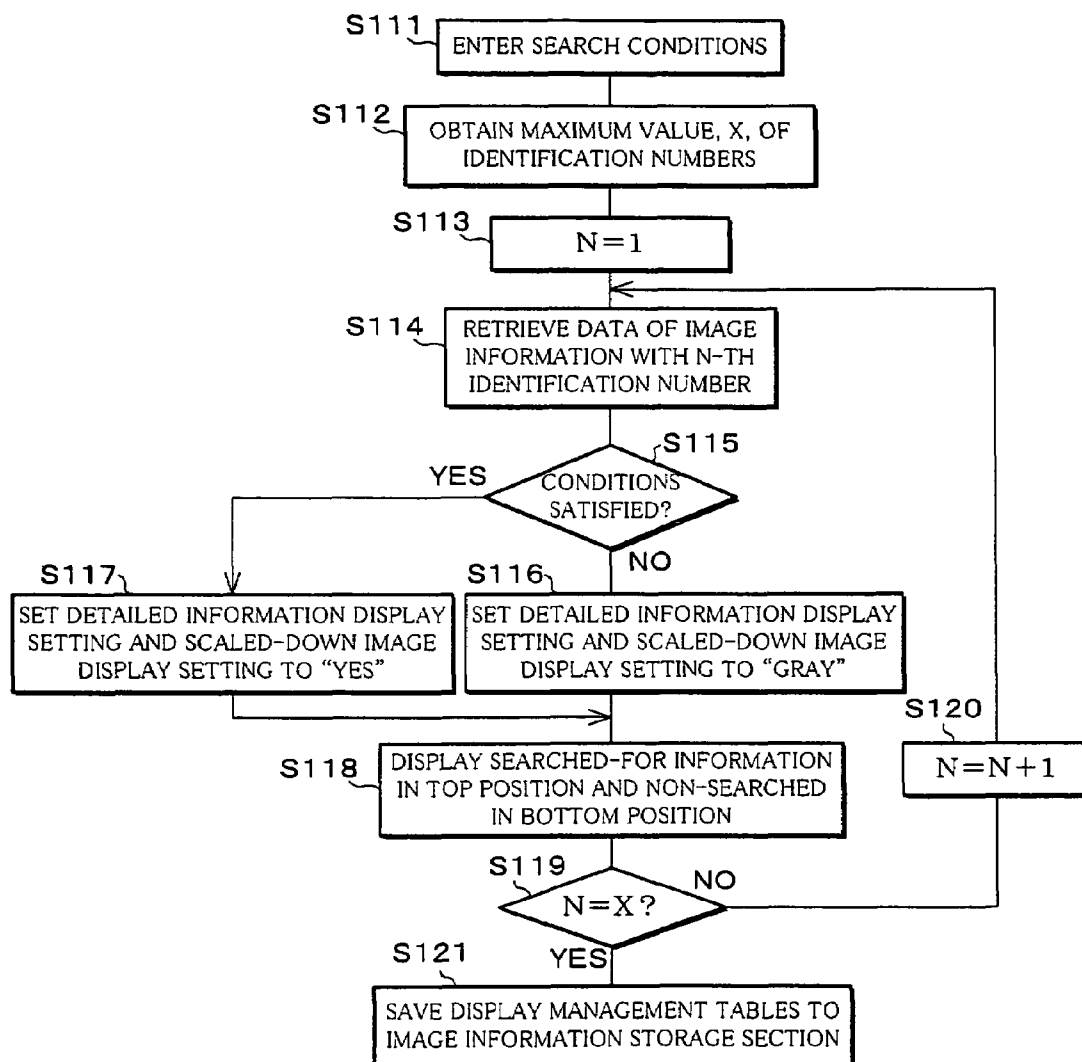 S111
ENTER SEARCH CONDITIONS
S112
OBTAIN MAXIMUM VALUE, X, OF
IDENTIFICATION NUMBERS
S113
N=1
S114
RETRIEVE DATA OF IMAGE
INFORMATION WITH N-TH
IDENTIFICATION NUMBER
S115
YES
CONDITIONS
SATISFIED?
NO
S117
SET DETAILED INFORMATION DISPLAY
SETTING AND SCALED-DOWN IMAGE
DISPLAY SETTING TO “YES”
S116
SET DETAILED INFORMATION DISPLAY
SETTING AND SCALED-DOWN IMAGE
DISPLAY SETTING TO “GRAY”
S120
N=N+1
S118
DISPLAY SEARCHED-FOR INFORMATION
IN TOP POSITION AND NON-SEARCHED
IN BOTTOM POSITION
S119
N=X?
NO
YES
S121
SAVE DISPLAY MANAGEMENT TABLES TO
IMAGE INFORMATION STORAGE SECTION